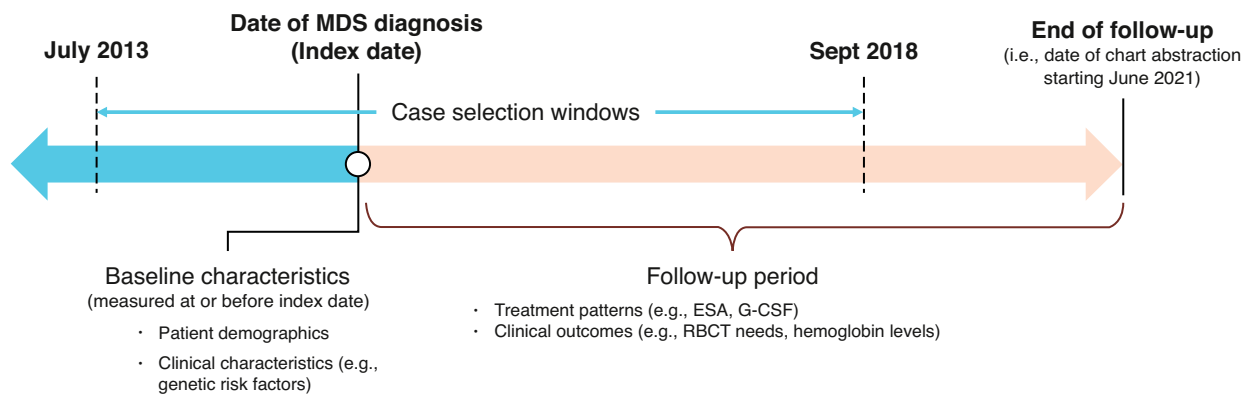 July 2013
Date of MDS diagnosis
(Index date)
Sept 2018
End of follow-up
(i.e., date of chart abstraction
starting June 2021)
Case selection windows
Baseline characteristics
(measured at or before index date)
· Patient demographics
· Clinical characteristics (e.g.,
genetic risk factors)
Follow-up period
· Treatment patterns (e.g., ESA, G-CSF)
· Clinical outcomes (e.g., RBCT needs, hemoglobin levels)